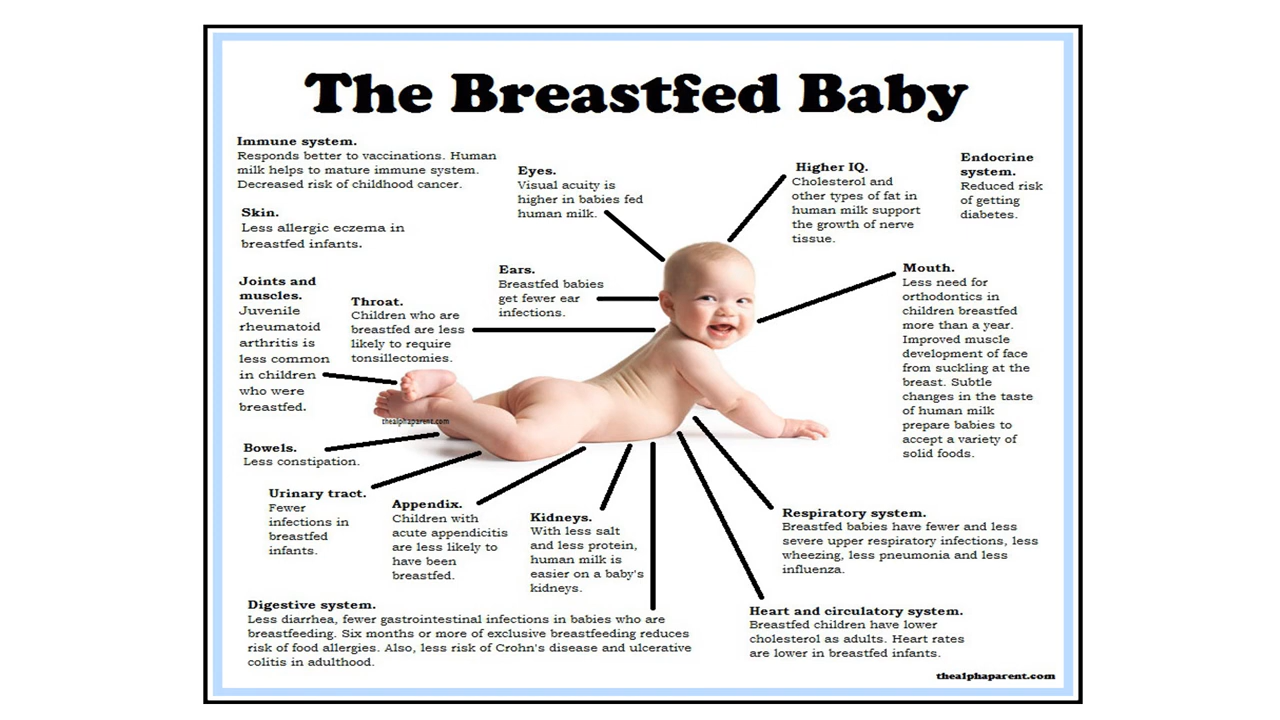 The Breastfed Baby
Immune system.
Responds better to vaccinations. Human
milk helps to mature immune system.
Decreased risk of childhood cancer.
Skin.
Less allergic eczema in
breastfed infants.
Eyes.
Visual acuity is
higher in babies fed
human milk.
Higher IQ.
Cholesterol and
other types of fat in
human milk support
the growth of nerve
tissue.
Endocrine
system.
Reduced risk
of getting
diabetes.
Joints and
muscles.
Juvenile
rheumatoid
arthritis is
less common
in children
who were
breastfed.
Throat.
Children who are
breastfed are less
likely to require
tonsillectomies.
Ears.
Breastfed babies
get fewer ear
infections.
Mouth.
Less need for
orthodontics in
children breastfed
more than a year.
Improved muscle
development of face
from suckling at the
breast. Subtle
changes in the taste
of human milk
prepare babies to
accept a variety of
solid foods.
thealphaparent.com
Bowels.
Less constipation.
Urinary tract.
Fewer
infections in
breastfed
infants.
Appendix.
Children with
acute appendicitis
are less likely to
have been
breastfed.
Kidneys.
With less salt
and less protein,
human milk is
easier on a baby's
kidneys.
Respiratory system.
Breastfed babies have fewer and less
severe upper respiratory infections, less
wheezing, less pneumonia and less
influenza.
Digestive system.
Less diarrhea, fewer gastrointestinal infections in babies who are
breastfeeding. Six months or more of exclusive breastfeeding reduces
risk of food allergies. Also, less risk of Crohn's disease and ulcerative
colitis in adulthood.
Heart and circulatory system.
Breastfed children have lower
cholesterol as adults. Heart rates
are lower in breastfed infants.
thealphaparent.com